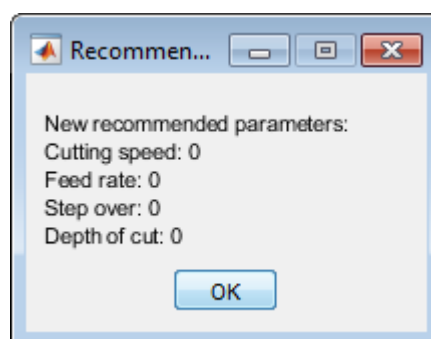 Recommen...
New recommended parameters:
Cutting speed: 0
Feed rate: 0
Step over: 0
Depth of cut: 0
OK